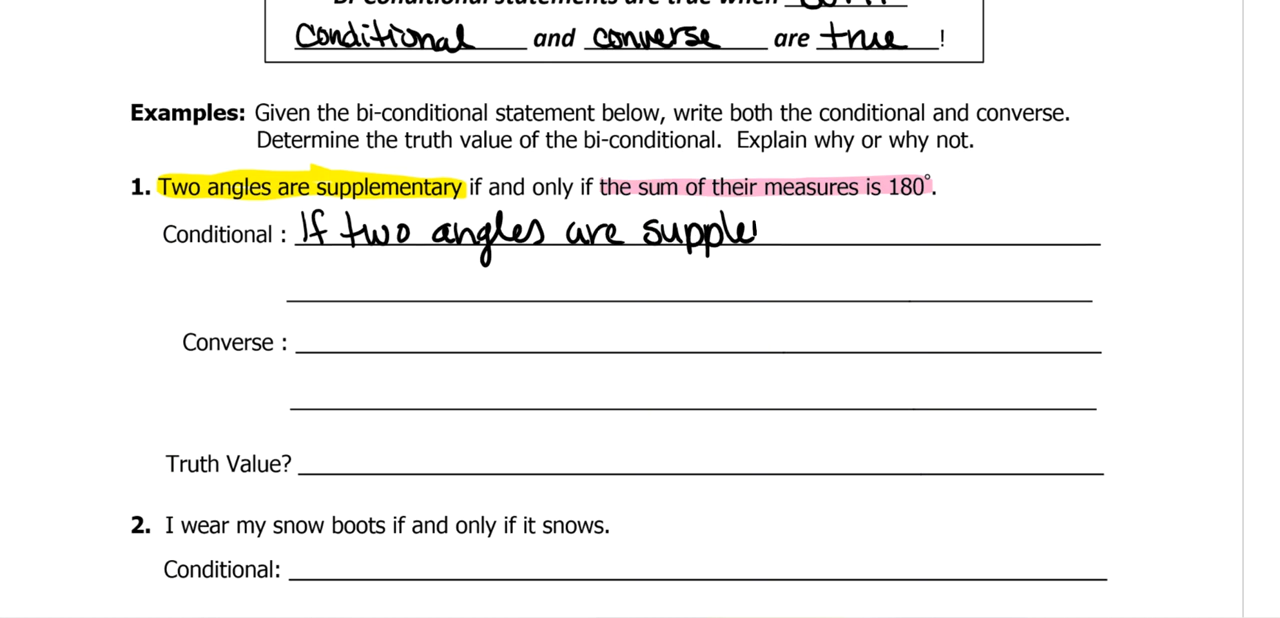 conditional and converse are true !
Examples: Given the bi-conditional statement below, write both the conditional and converse.
Determine the truth value of the bi-conditional. Explain why or why not.
1. Two angles are supplementary if and only if the sum of their measures is 180°.
Conditional : If two angles are supple
Converse :
Truth Value?
2. I wear my snow boots if and only if it snows.
Conditional: